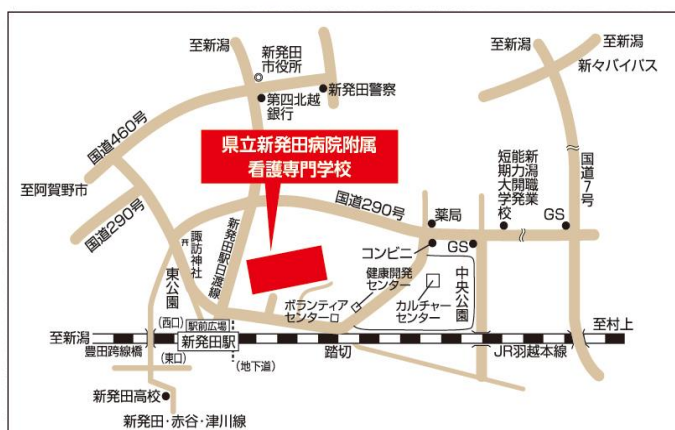 至新潟
至新潟
至新潟
新々バイパス
新発田
市役所
新発田警察
第四北越
銀行
国道460号
県立新発田病院附属
看護専門学校
至阿賀野市
国道290号
国道290号
新潟職業
能力開発
短期大学校
国道7号
薬局
GS
諏訪神社
新発田駅日渡線
コンビニ
GS
健康開発
センター
中央公園
東公園
ボランティア
センター
カルチャー
センター
(西口)
駅前広場
至新潟
新発田駅
踏切
JR羽越本線
至村上
豊田跨線橋
(東口)
(地下道)
新発田高校
新発田・赤谷・津川線